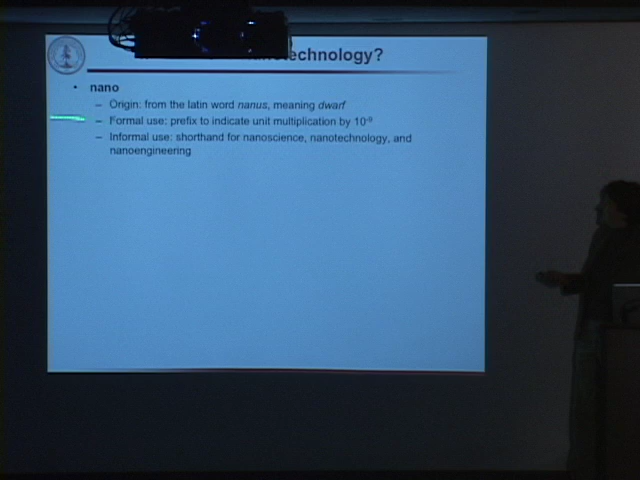 notechnology?
• nano
– Origin: from the latin word nanus, meaning dwarf
– Formal use: prefix to indicate unit multiplication by 10⁻⁹
– Informal use: shorthand for nanoscience, nanotechnology, and
nanoengineering